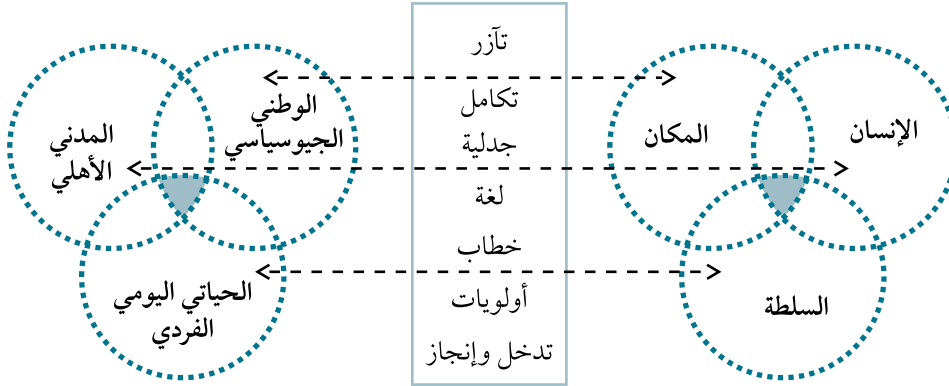 الإنسان
المكان
السلطة
تآزر
تكامل
جدلية
لغة
خطاب
أولويات
تدخل وإنجاز
الوطني
الجيوسياسي
المدني
الأهلي
الحياتي اليومي
الفردي